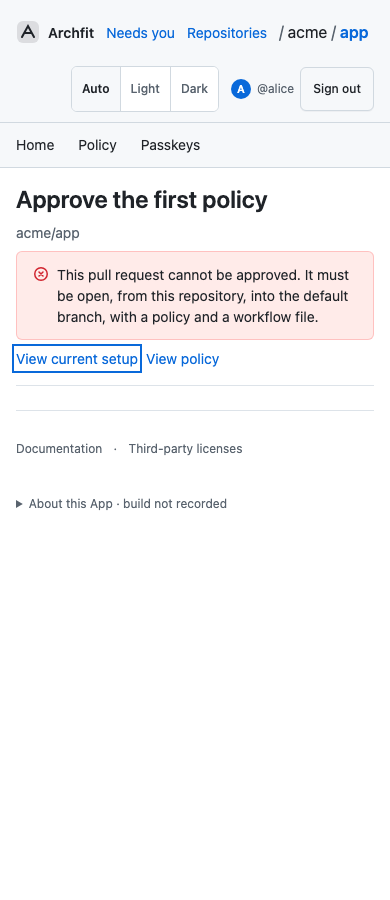 Archfit Needs you Repositories / acme / app
Auto Light Dark A @alice Sign out
Home Policy Passkeys
Approve the first policy
acme/app
This pull request cannot be approved. It must
be open, from this repository, into the default
branch, with a policy and a workflow file.
View current setup View policy
Documentation · Third-party licenses
About this App · build not recorded